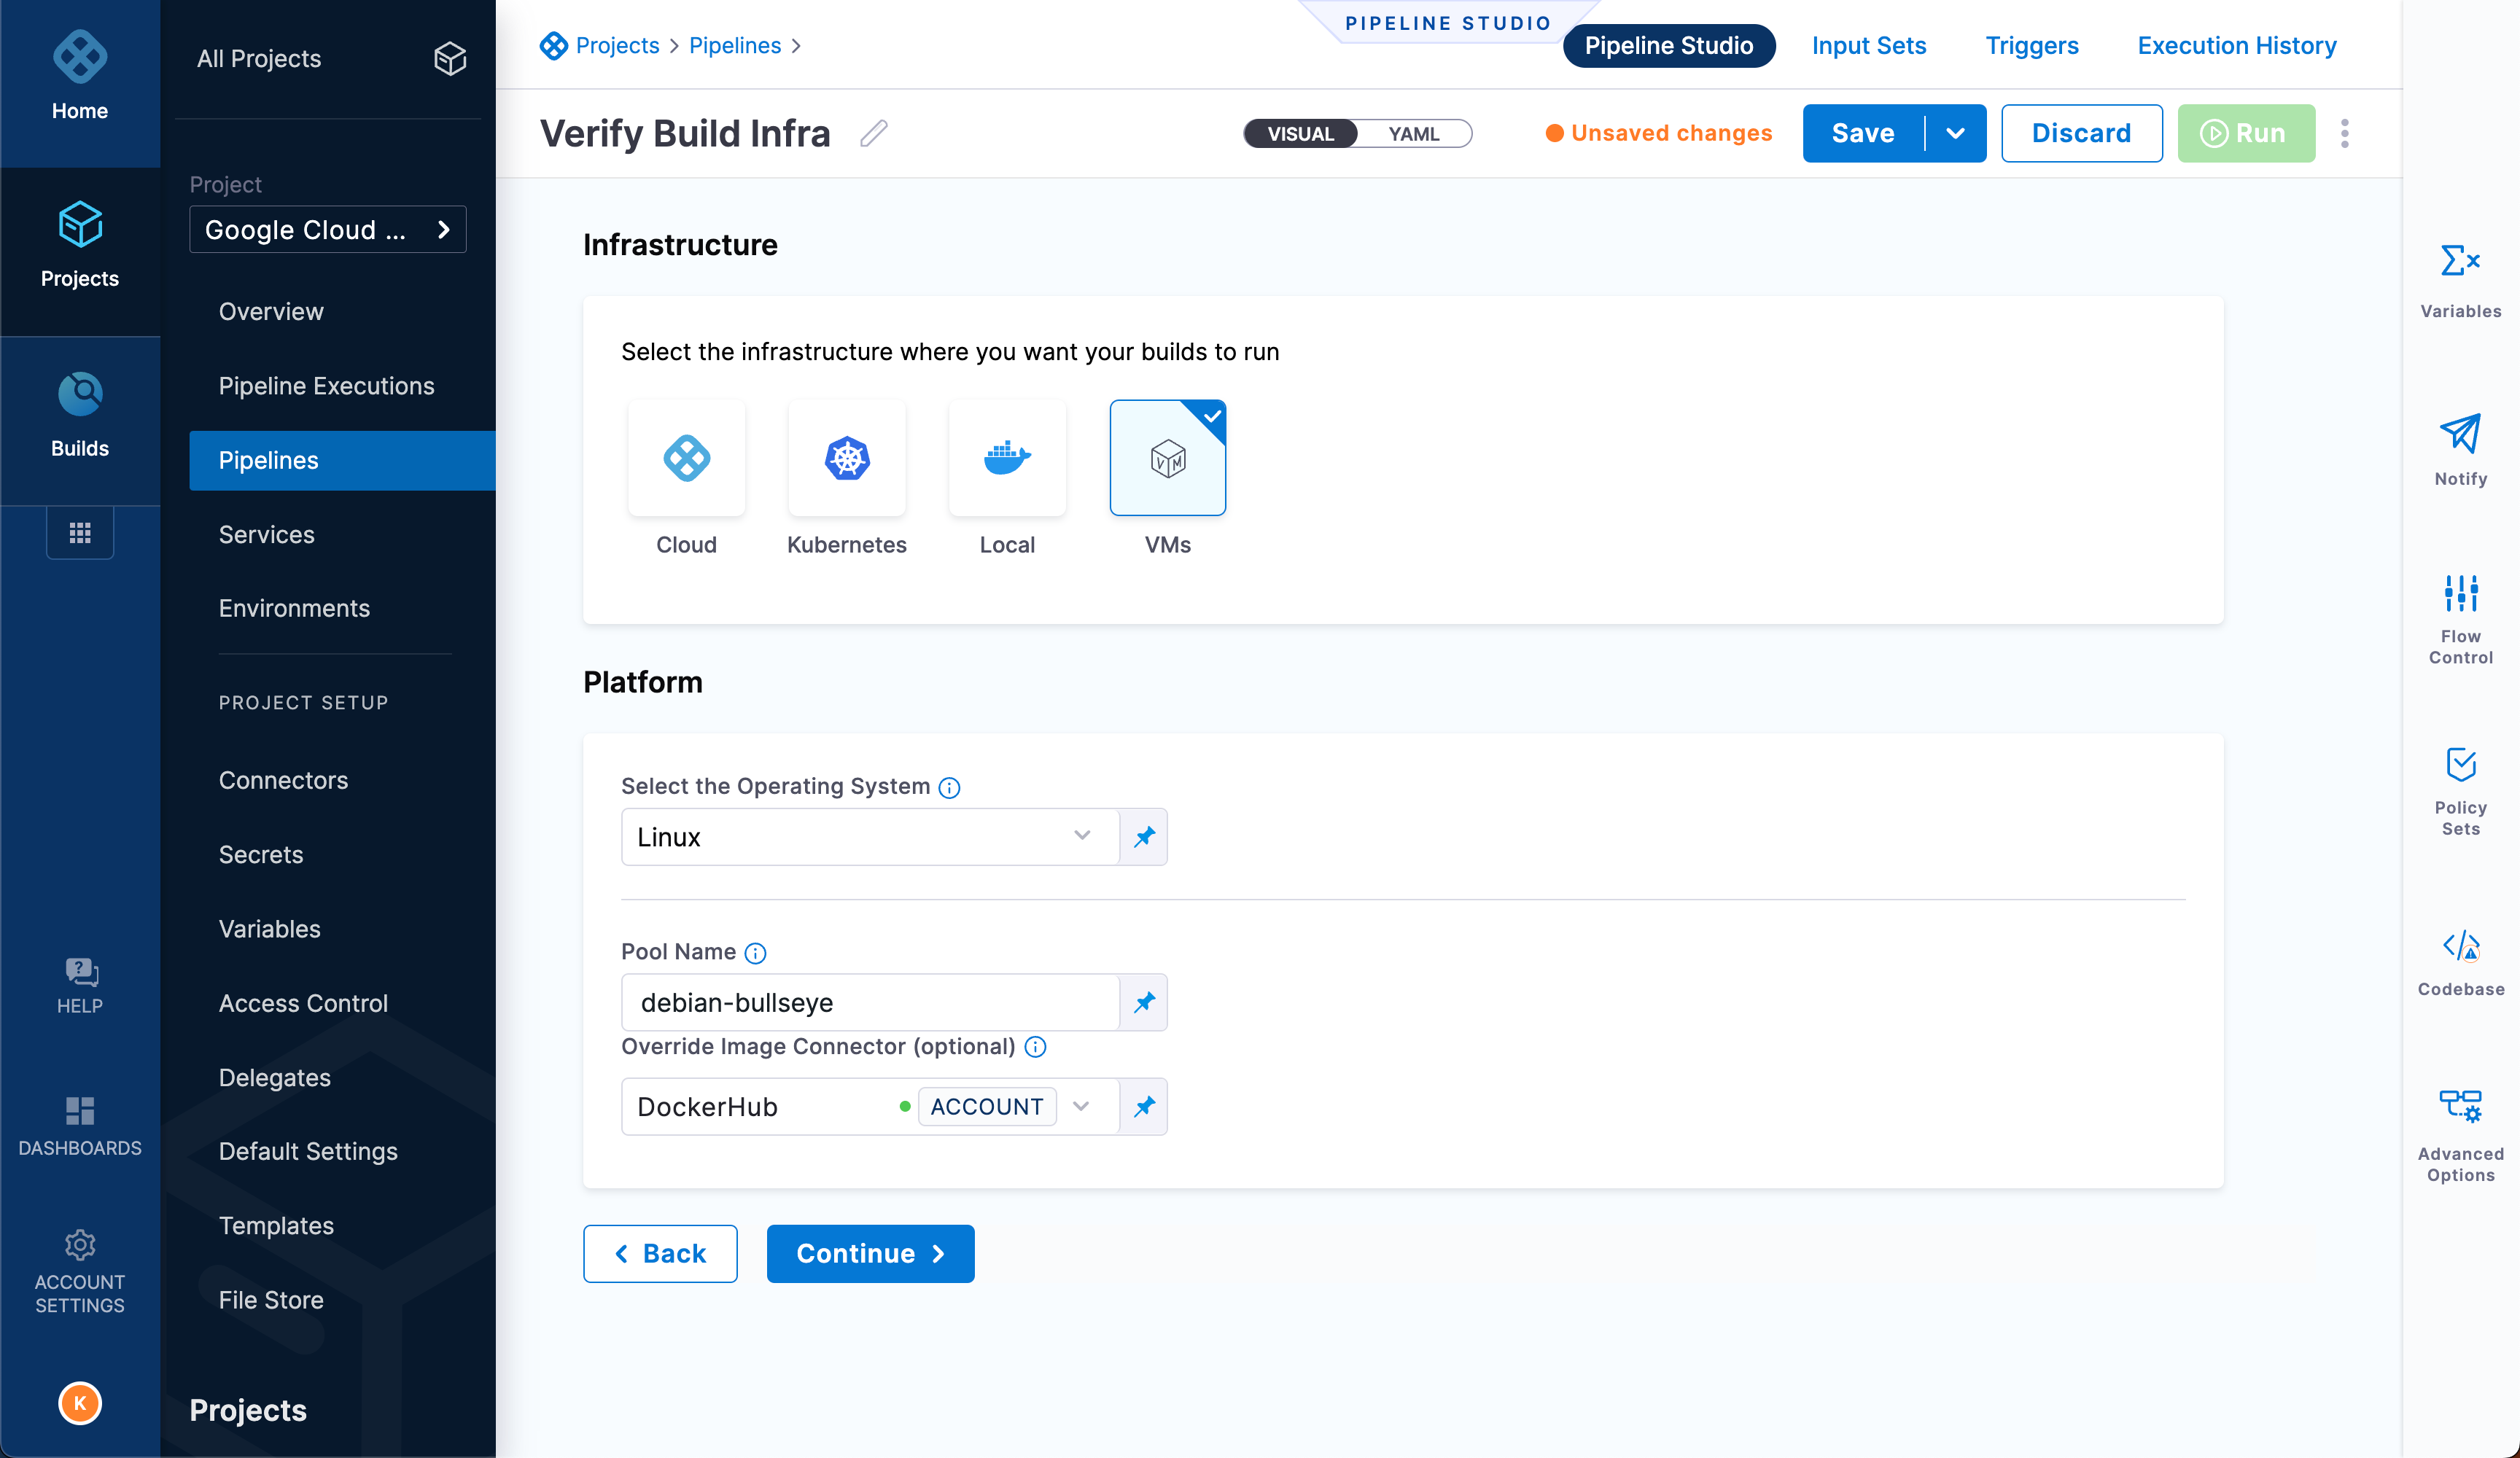 Home
Projects
Builds
HELP
DASHBOARDS
ACCOUNT
SETTINGS
K
All Projects
Project
Google Cloud ...
Overview
Pipeline Executions
Pipelines
Services
Environments
PROJECT SETUP
Connectors
Secrets
Variables
Access Control
Delegates
Default Settings
Templates
File Store
Projects
Projects > Pipelines >
PIPELINE STUDIO
Pipeline Studio
Input Sets
Triggers
Execution History
Verify Build Infra
VISUAL
YAML
Unsaved changes
Save
Discard
Run
Infrastructure
Select the infrastructure where you want your builds to run
VM
Cloud
Kubernetes
Local
VMs
Platform
Select the Operating System
Linux
Pool Name
debian-bullseye
Override Image Connector (optional)
DockerHub
ACCOUNT
Back
Continue
Variables
Notify
Flow
Control
Policy
Sets
Codebase
Advanced
Options